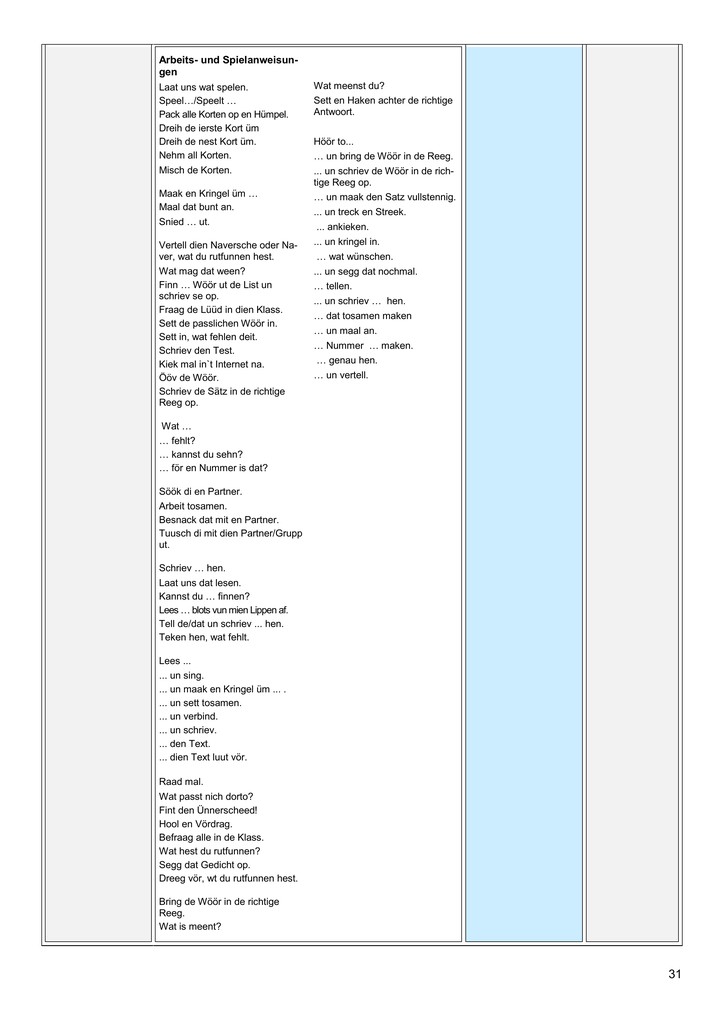 Arbeits- und Spielanweisun-
gen
Laat uns wat spelen.
Speel…/Speelt …
Pack alle Korten op en Hümpel.
Dreih de ierste Kort üm
Dreih de nest Kort üm.
Nehm all Korten.
Misch de Korten.
Maak en Kringel üm …
Maal dat bunt an.
Snied … ut.
Vertell dien Naversche oder Na-
ver, wat du rutfunnen hest.
Wat mag dat ween?
Finn … Wöör ut de List un
schriev se op.
Fraag de Lüüd in dien Klass.
Sett de passlichen Wöör in.
Sett in, wat fehlen deit.
Schriev den Test.
Kiek mal in`t Internet na.
Ööv de Wöör.
Schriev de Sätz in de richtige
Reeg op.
Wat …
… fehlt?
… kannst du sehn?
… för en Nummer is dat?
Söök di en Partner.
Arbeit tosamen.
Besnack dat mit en Partner.
Tuusch di mit dien Partner/Grupp
ut.
Schriev … hen.
Laat uns dat lesen.
Kannst du … finnen?
Lees … blots vun mien Lippen af.
Tell de/dat un schriev ... hen.
Teken hen, wat fehlt.
Lees ...
... un sing.
... un maak en Kringel üm ... .
... un sett tosamen.
... un verbind.
... un schriev.
... den Text.
... dien Text luut vör.
Raad mal.
Wat passt nich dorto?
Fint den Ünnerscheed!
Hool en Vördrag.
Befraag alle in de Klass.
Wat hest du rutfunnen?
Segg dat Gedicht op.
Dreeg vör, wt du rutfunnen hest.
Bring de Wöör in de richtige
Reeg.
Wat is meent?
Wat meenst du?
Sett en Haken achter de richtige
Antwoort.
Höör to...
… un bring de Wöör in de Reeg.
... un schriev de Wöör in de rich-
tige Reeg op.
… un maak den Satz vullstennig.
... un treck en Streek.
... ankieken.
... un kringel in.
… wat wünschen.
... un segg dat nochmal.
… tellen.
... un schriev … hen.
… dat tosamen maken
… un maal an.
… Nummer … maken.
… genau hen.
… un vertell.
31